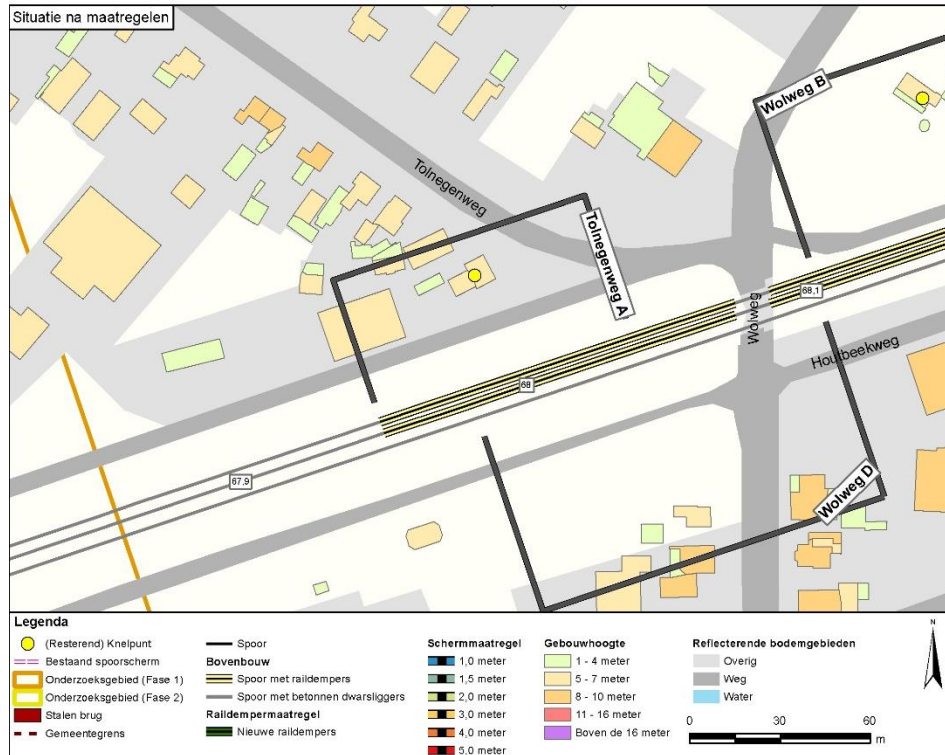 Situatie na maatregelen
Wolweg B
Tolnegenweg
Tolnegenweg A
68,1
Wolweg
Houtbeekweg
68
67,9
Wolweg D
Legenda
(Resterend) Knelpunt
Bestaand spoorscherm
Onderzoeksgebied (Fase 1)
Onderzoeksgebied (Fase 2)
Stalen brug
Gemeentegrens
Spoor
Bovenbouw
Spoor met raildempers
Spoor met betonnen dwarsliggers
Raildempermaatregel
Nieuwe raildempers
Schermmaatregel
1,0 meter
1,5 meter
2,0 meter
3,0 meter
4,0 meter
5,0 meter
Gebouwhoogte
1 - 4 meter
5 - 7 meter
8 - 10 meter
11 - 16 meter
Boven de 16 meter
Reflecterende bodemgebieden
Overig
Weg
Water
N
0 30 60
m